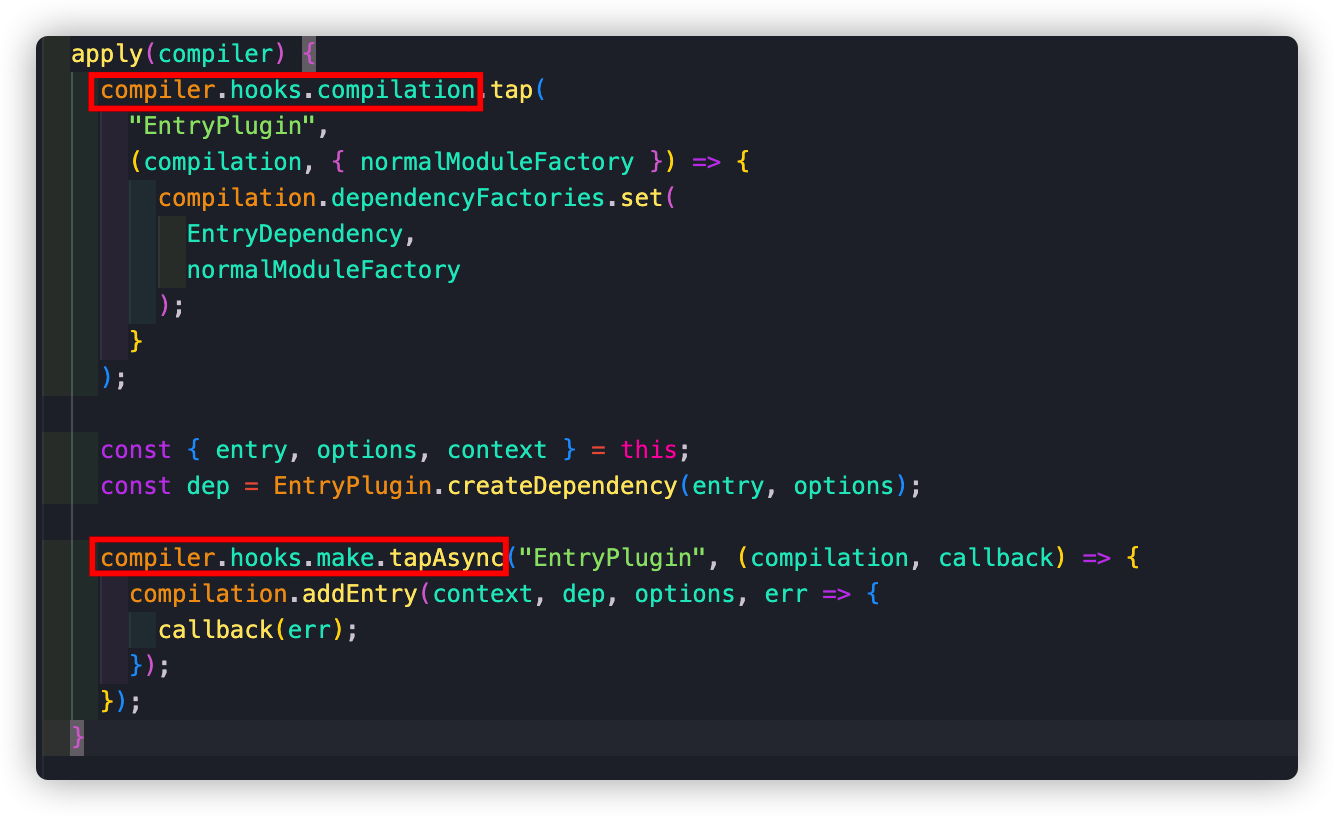 apply(compiler) {
compiler.hooks.compilation.tap(
"EntryPlugin",
(compilation, { normalModuleFactory }) => {
compilation.dependencyFactories.set(
EntryDependency,
normalModuleFactory
);
}
);
const { entry, options, context } = this;
const dep = EntryPlugin.createDependency(entry, options);
compiler.hooks.make.tapAsync("EntryPlugin", (compilation, callback) => {
compilation.addEntry(context, dep, options, err => {
callback(err);
});
});
}